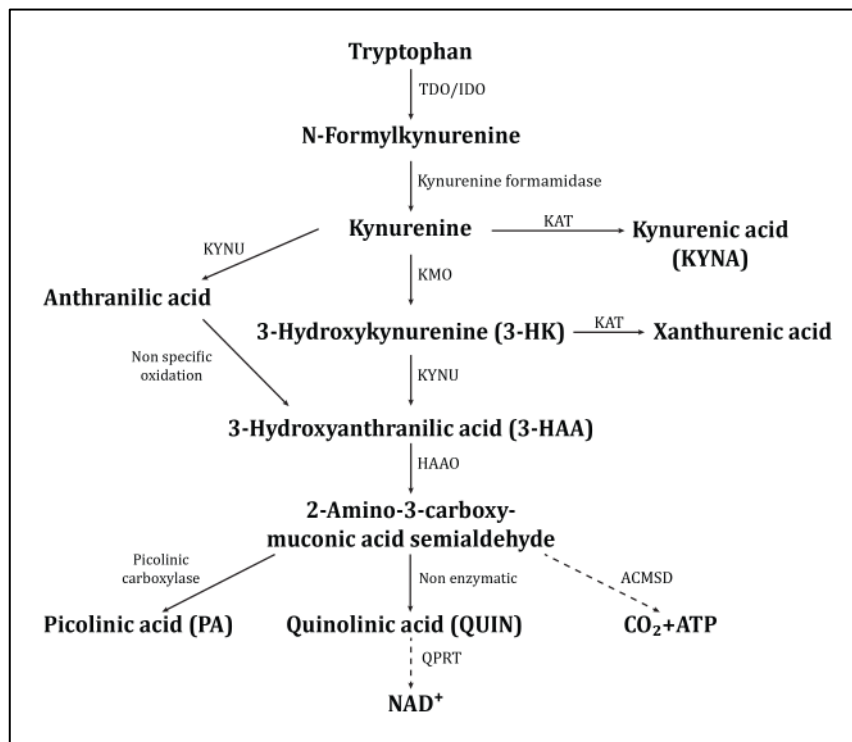 Tryptophan
TDO/IDO
N-Formylkynurenine
Kynurenine formamidase
Kynurenine
KAT
Kynurenic acid
(KYNA)
KYNU
KMO
Anthranilic acid
3-Hydroxykynurenine (3-HK)
KAT
Xanthurenic acid
Non specific
oxidation
KYNU
3-Hydroxyanthranilic acid (3-HAA)
HAAO
2-Amino-3-carboxy-
muconic acid semialdehyde
Picolinic
carboxylase
Non enzymatic
ACMSD
Picolinic acid (PA)
Quinolinic acid (QUIN)
CO₂+ATP
QPRT
NAD⁺